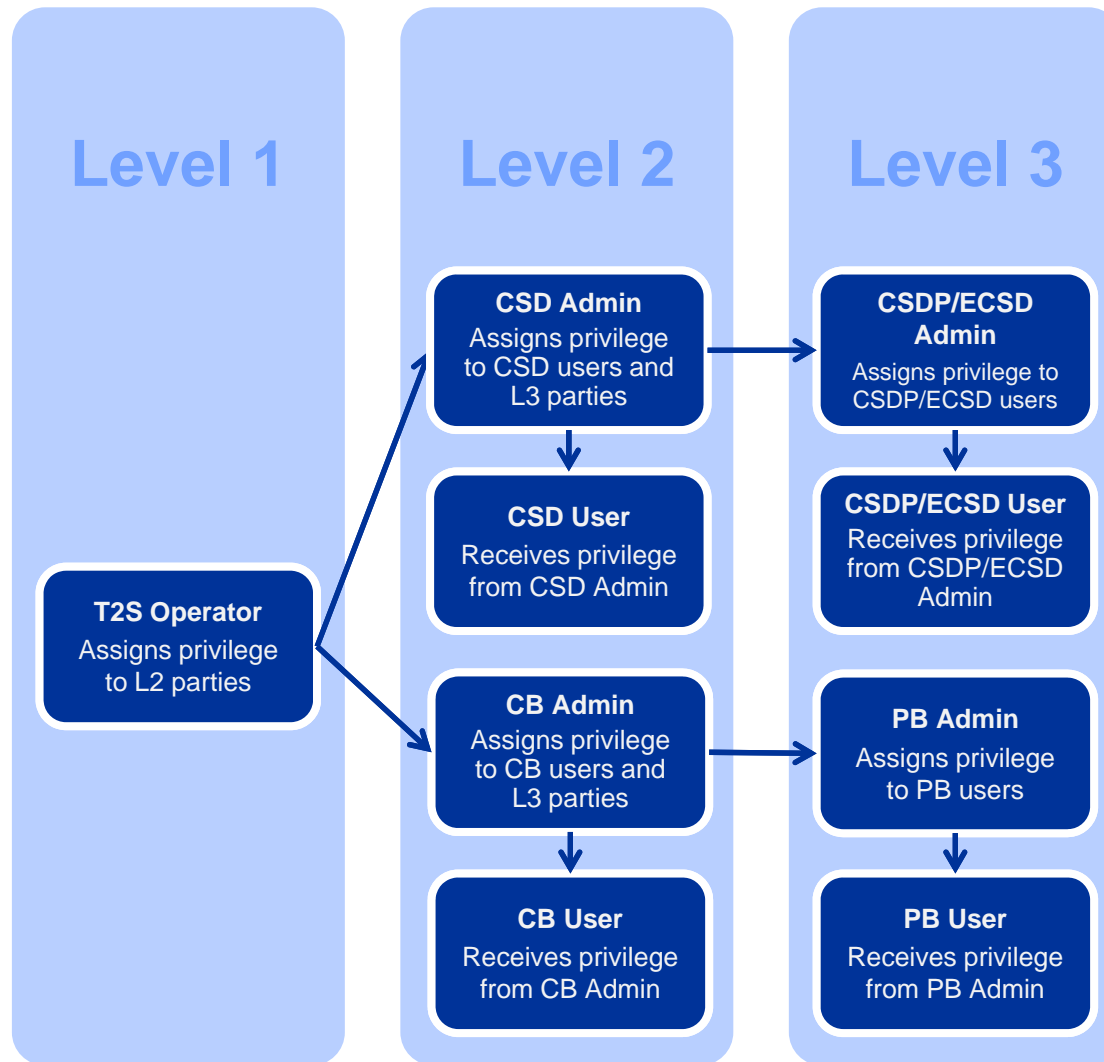 Level 1
Level 2
Level 3
T2S Operator
Assigns privilege
to L2 parties
CSD Admin
Assigns privilege
to CSD users and
L3 parties
CSD User
Receives privilege
from CSD Admin
CB Admin
Assigns privilege
to CB users and
L3 parties
CB User
Receives privilege
from CB Admin
CSDP/ECSD
Admin
Assigns privilege to
CSDP/ECSD users
CSDP/ECSD User
Receives privilege
from CSDP/ECSD
Admin
PB Admin
Assigns privilege
to PB users
PB User
Receives privilege
from PB Admin